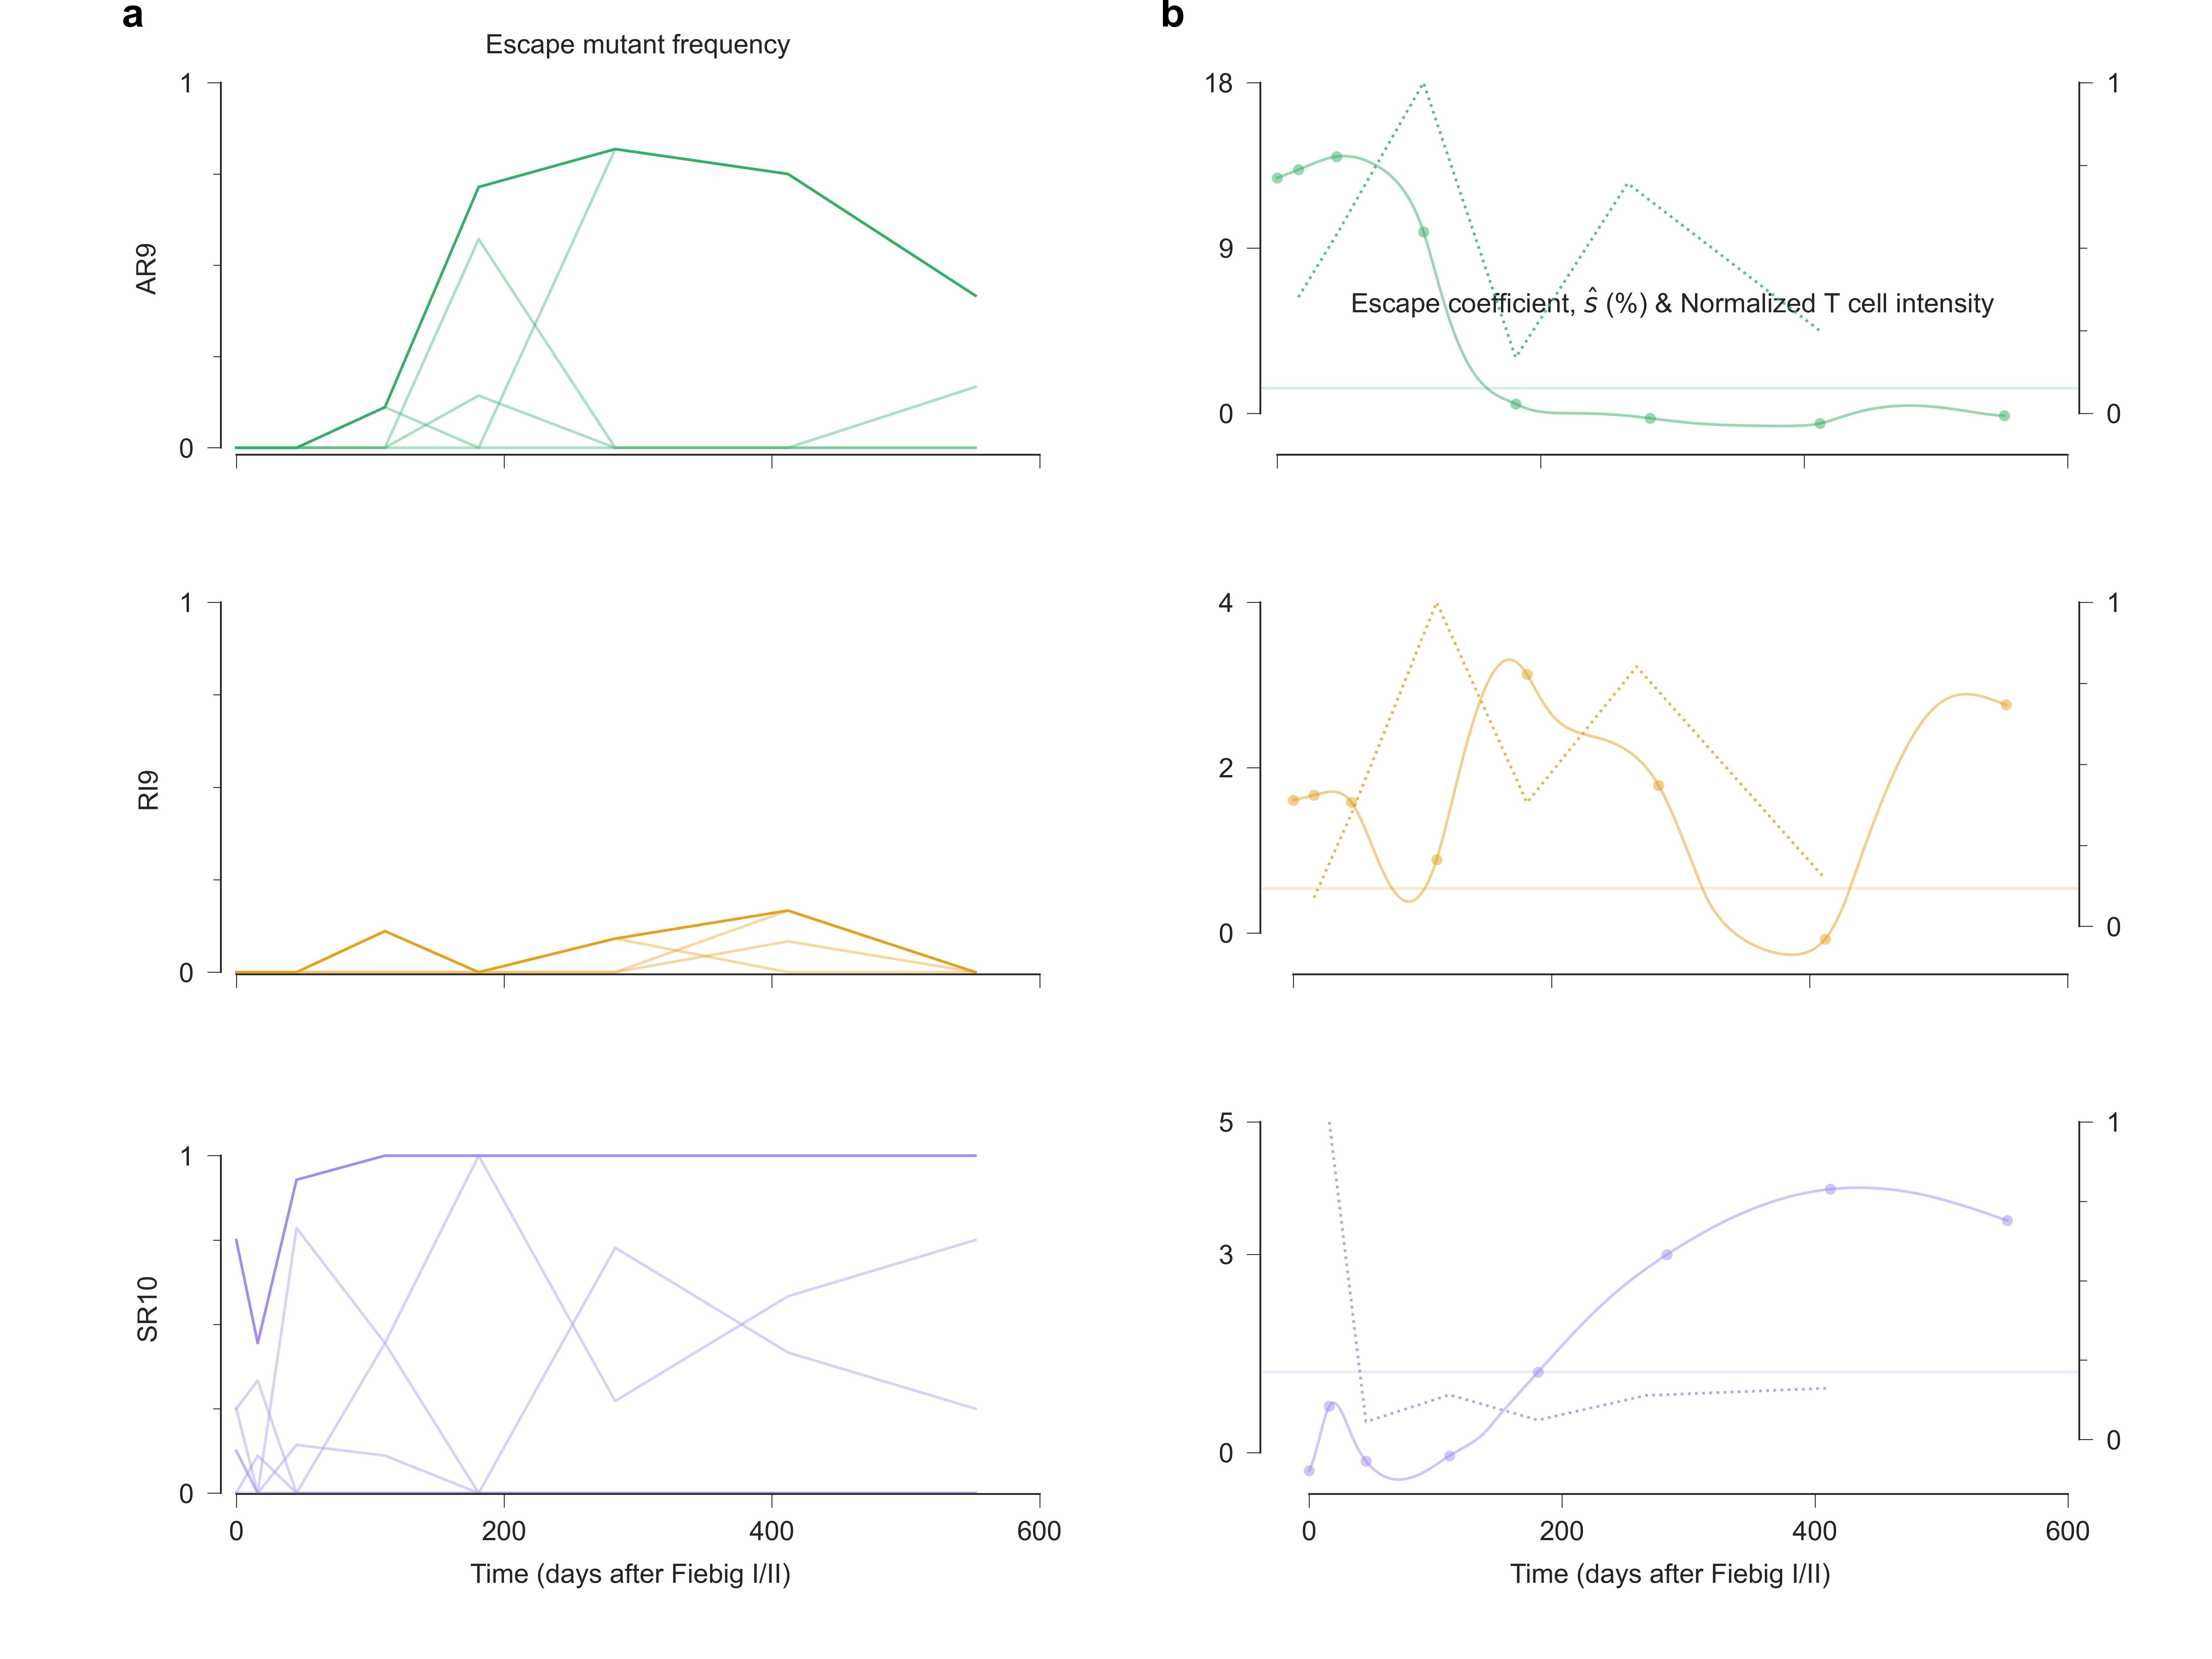 a
Escape mutant frequency
1
AR9
0
1
RI9
0
1
SR10
0
0 200 400 600
Time (days after Fiebig I/II)
b
18 1
9
Escape coefficient, ŝ (%) & Normalized T cell intensity
0 0
4 1
2
0 0
5 1
3
0 0
0 200 400 600
Time (days after Fiebig I/II)